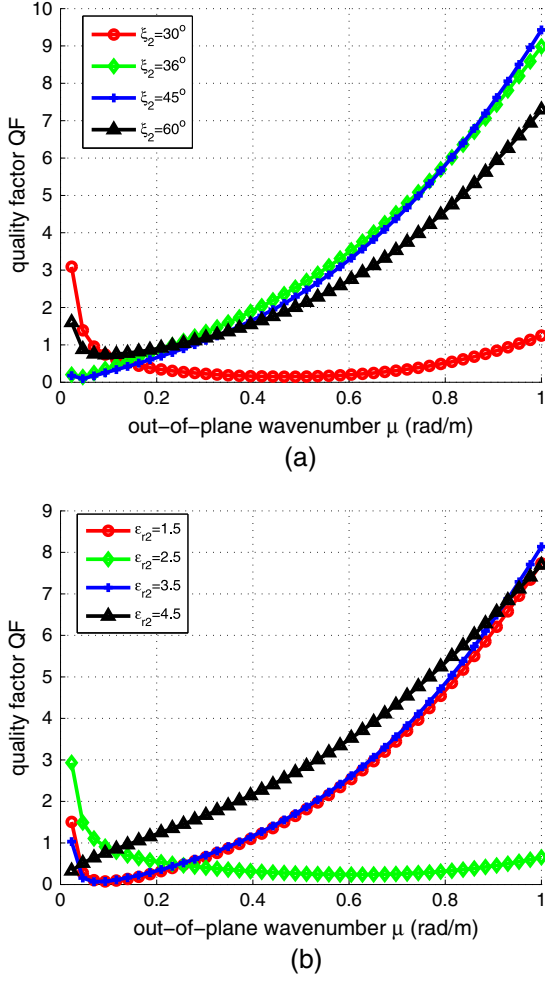 10
9
8
7
6
5
4
3
2
1
0
quality factor QF
ξ₂=30°
ξ₂=36°
ξ₂=45°
ξ₂=60°
0 0.2 0.4 0.6 0.8 1
out-of-plane wavenumber μ (rad/m)
(a)
9
8
7
6
5
4
3
2
1
0
quality factor QF
εr2=1.5
εr2=2.5
εr2=3.5
εr2=4.5
0 0.2 0.4 0.6 0.8 1
out-of-plane wavenumber μ (rad/m)
(b)